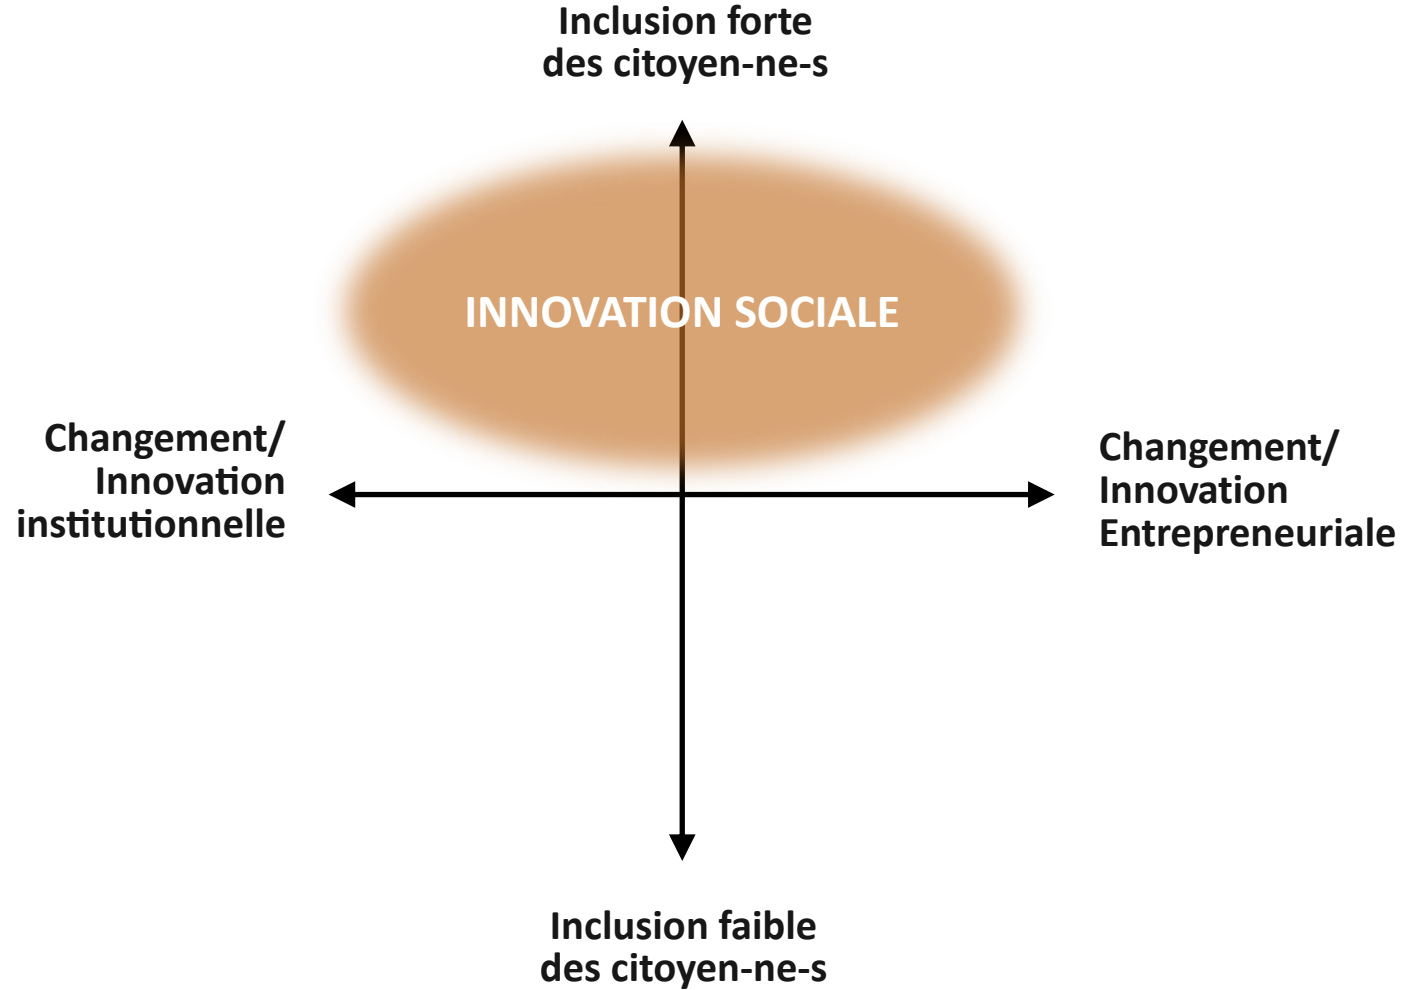 Inclusion forte
des citoyen-ne-s
INNOVATION SOCIALE
Changement/
Innovation
institutionnelle
Changement/
Innovation
Entrepreneuriale
Inclusion faible
des citoyen-ne-s